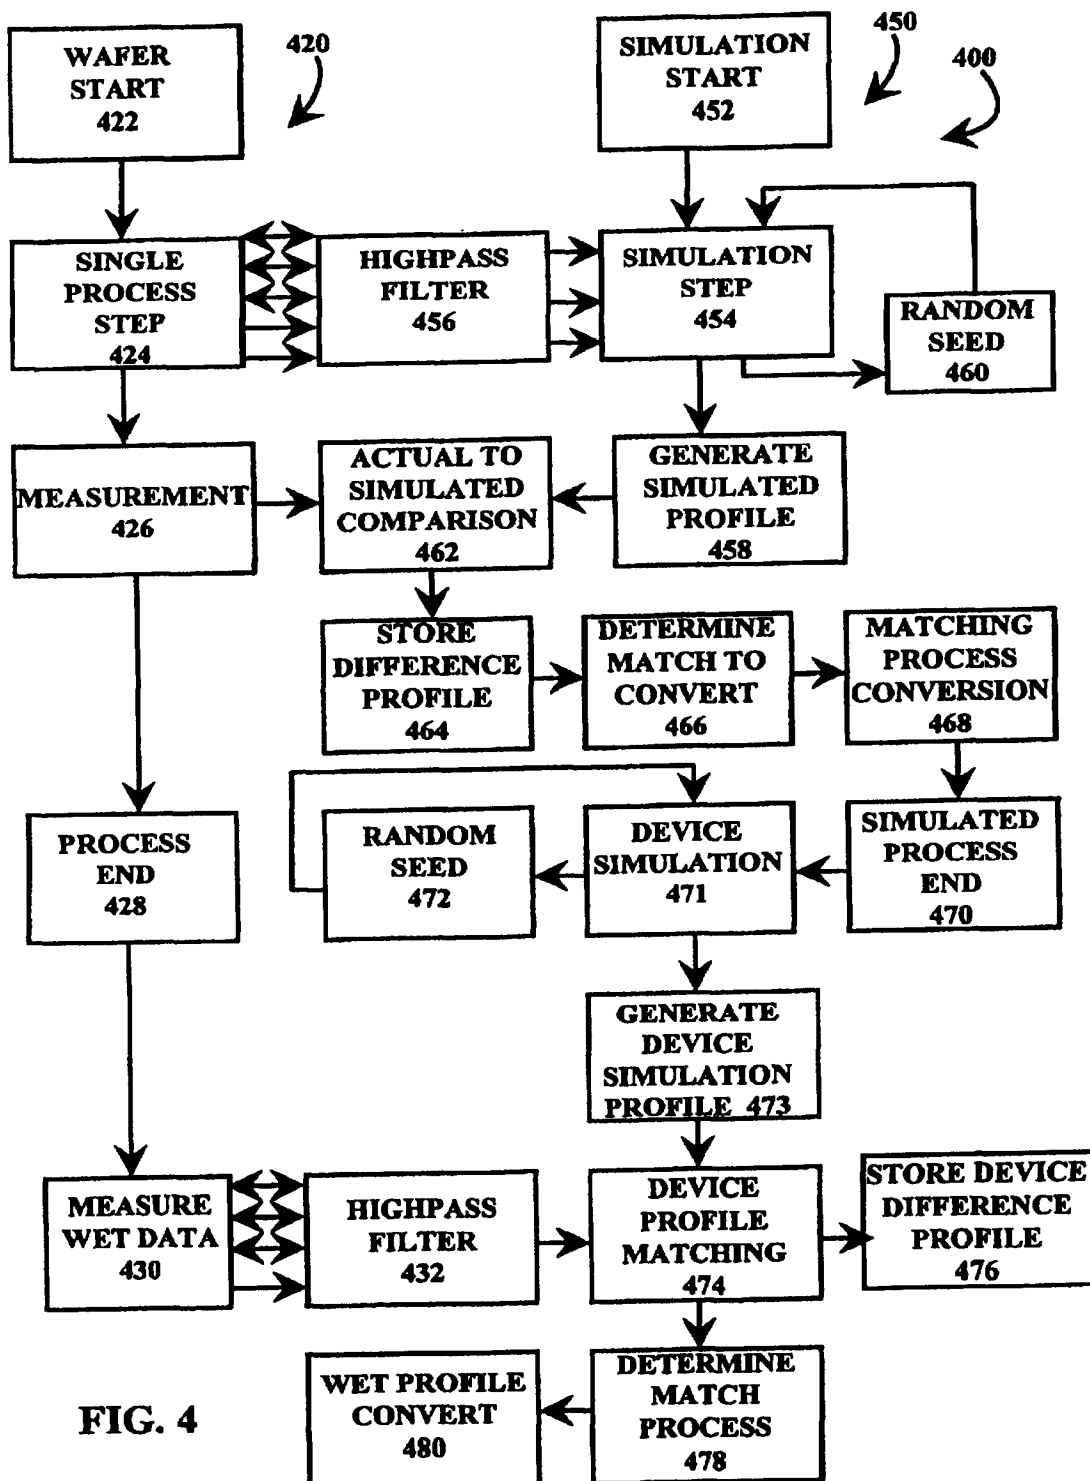 WAFER
START
422
420
SIMULATION
START
452
450
400
SINGLE
PROCESS
STEP
424
HIGHPASS
FILTER
456
SIMULATION
STEP
454
RANDOM
SEED
460
MEASUREMENT
426
ACTUAL TO
SIMULATED
COMPARISON
462
GENERATE
SIMULATED
PROFILE
458
STORE
DIFFERENCE
PROFILE
464
DETERMINE
MATCH TO
CONVERT
466
MATCHING
PROCESS
CONVERSION
468
PROCESS
END
428
RANDOM
SEED
472
DEVICE
SIMULATION
471
SIMULATED
PROCESS
END
470
GENERATE
DEVICE
SIMULATION
PROFILE 473
MEASURE
WET DATA
430
HIGHPASS
FILTER
432
DEVICE
PROFILE
MATCHING
474
STORE DEVICE
DIFFERENCE
PROFILE
476
WET PROFILE
CONVERT
480
DETERMINE
MATCH
PROCESS
478
FIG. 4